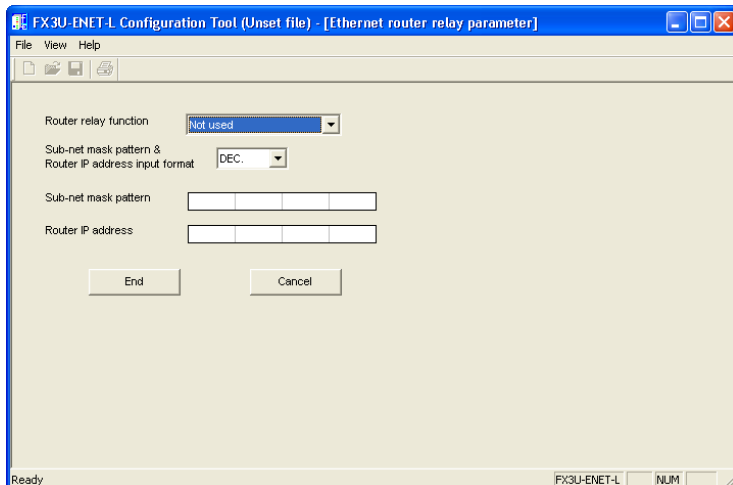 FX3U-ENET-L Configuration Tool (Unset file) - [Ethernet router relay parameter]
File View Help
Router relay function
Not used
Sub-net mask pattern &
Router IP address input format
DEC.
Sub-net mask pattern
Router IP address
End Cancel
Ready FX3U-ENET-L NUM